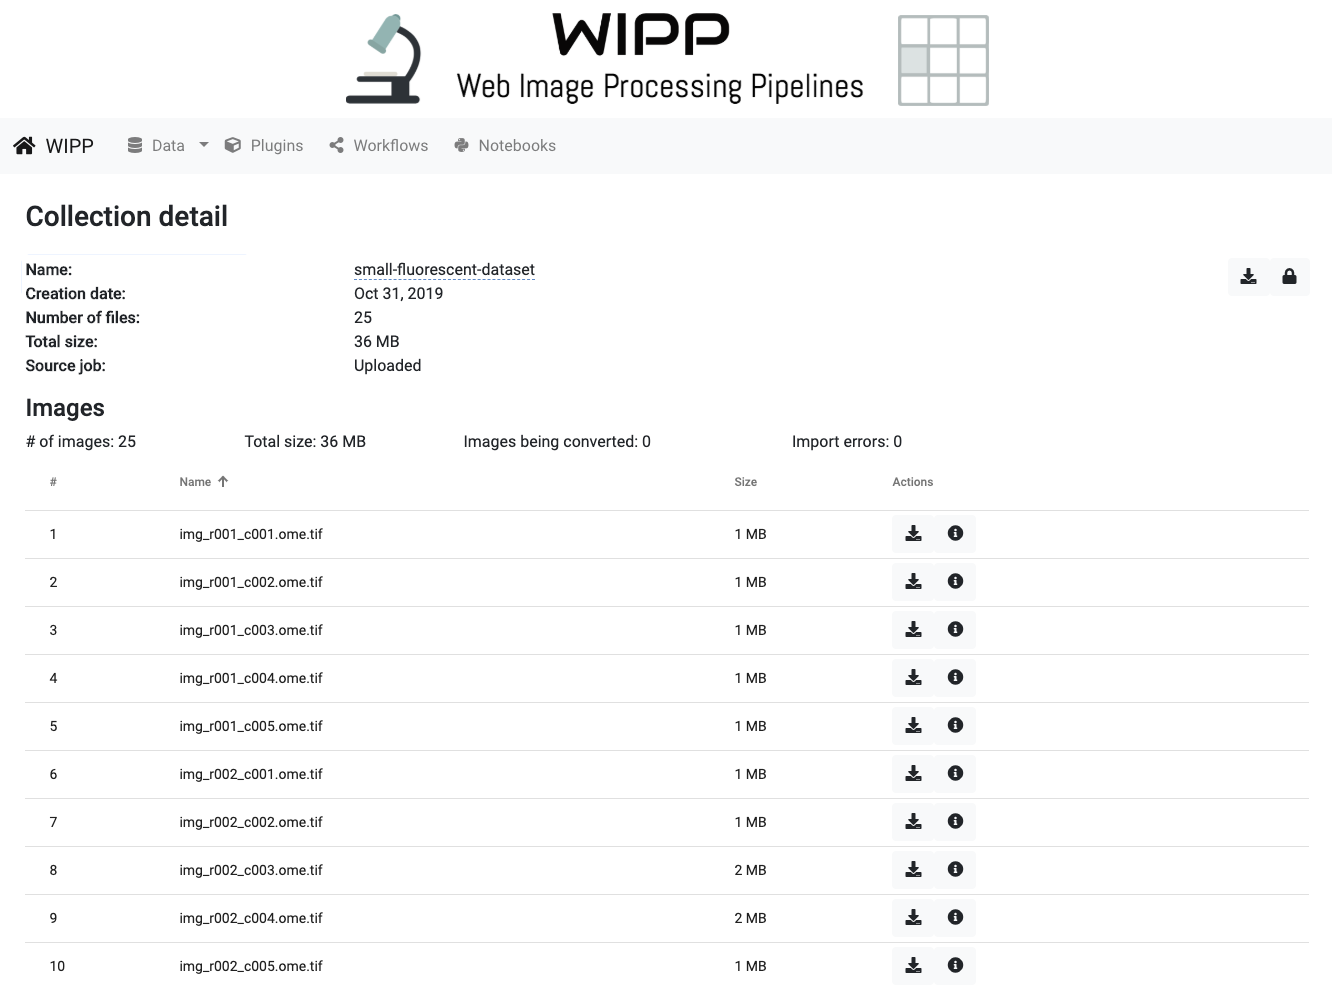 WIPP
Web Image Processing Pipelines
WIPP Data Plugins Workflows Notebooks
Collection detail
Name: small-fluorescent-dataset
Creation date: Oct 31, 2019
Number of files: 25
Total size: 36 MB
Source job: Uploaded
Images
# of images: 25 Total size: 36 MB Images being converted: 0 Import errors: 0
# Name Size Actions
1 img_r001_c001.ome.tif 1 MB
2 img_r001_c002.ome.tif 1 MB
3 img_r001_c003.ome.tif 1 MB
4 img_r001_c004.ome.tif 1 MB
5 img_r001_c005.ome.tif 1 MB
6 img_r002_c001.ome.tif 1 MB
7 img_r002_c002.ome.tif 1 MB
8 img_r002_c003.ome.tif 2 MB
9 img_r002_c004.ome.tif 2 MB
10 img_r002_c005.ome.tif 1 MB